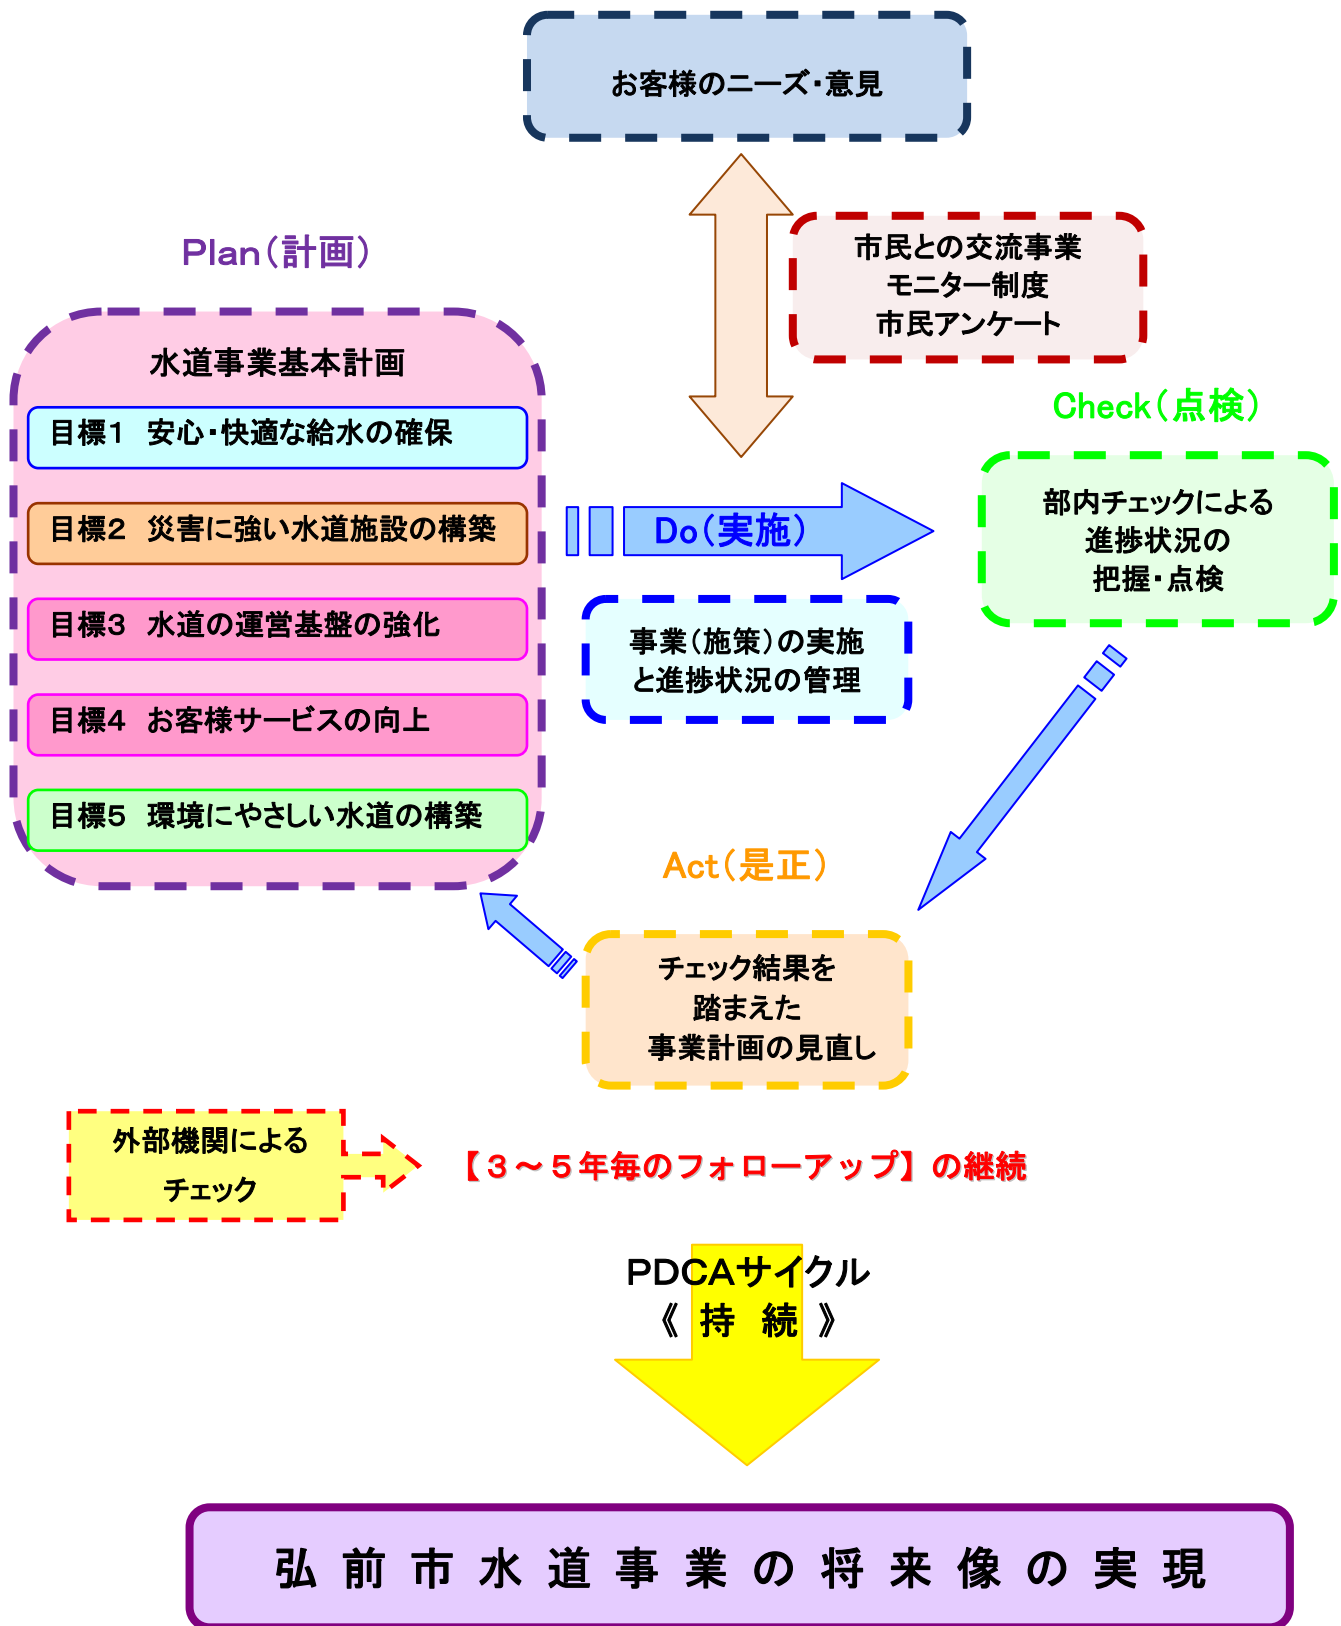 お客様のニーズ・意見
市民との交流事業
モニター制度
市民アンケート
Plan（計画）
水道事業基本計画
目標１　安心・快適な給水の確保
目標２　災害に強い水道施設の構築
目標３　水道の運営基盤の強化
目標４　お客様サービスの向上
目標５　環境にやさしい水道の構築
Do（実施）
事業（施策）の実施
と進捗状況の管理
Check（点検）
部内チェックによる
進捗状況の
把握・点検
Act（是正）
チェック結果を
踏まえた
事業計画の見直し
外部機関による
チェック
【３～５年毎のフォローアップ】の継続
PDCAサイクル
《　持　続　》
弘前市水道事業の将来像の実現